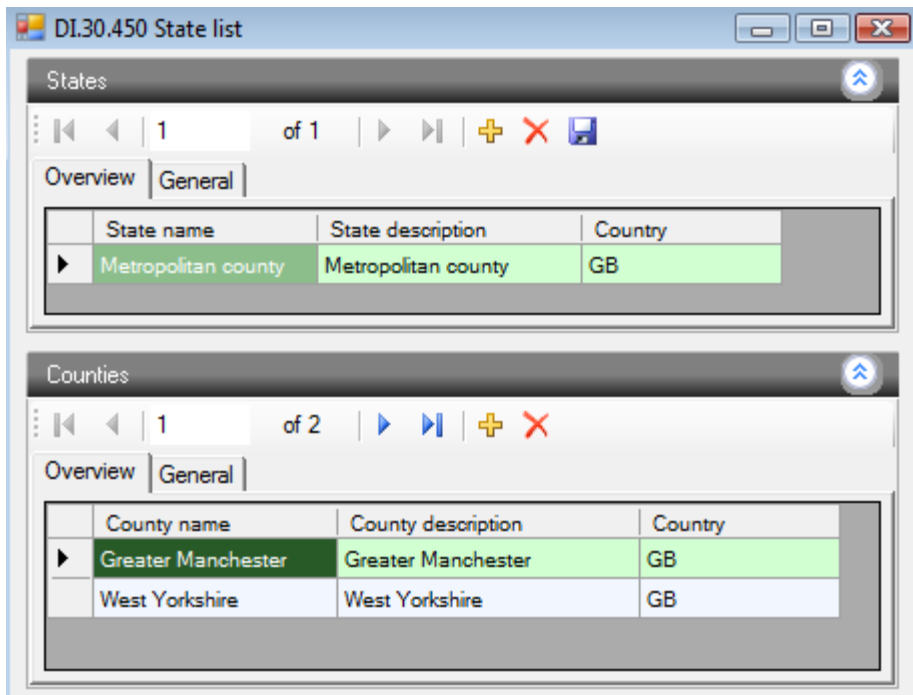 DI.30.450 State list
States
1 of 1
Overview General
State name State description Country
Metropolitan county Metropolitan county GB
Counties
1 of 2
Overview General
County name County description Country
Greater Manchester Greater Manchester GB
West Yorkshire West Yorkshire GB